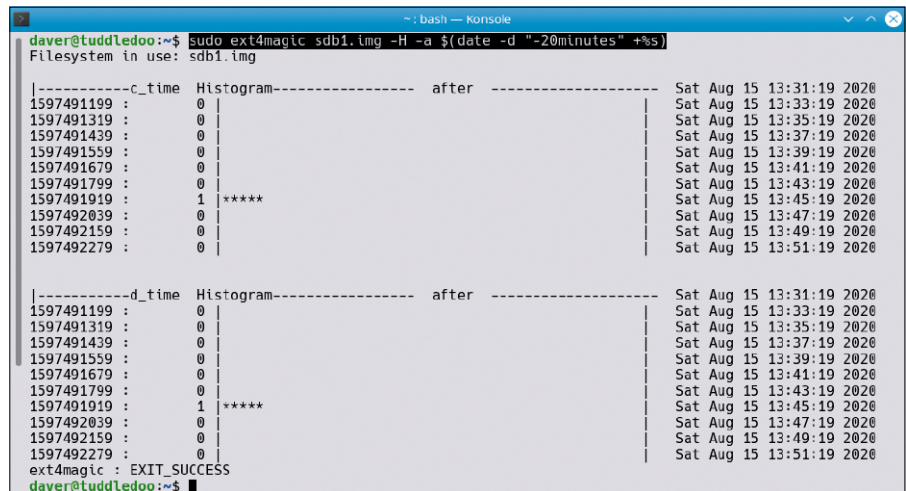 ~ : bash — Konsole
daver@tuddledoo:~$ sudo ext4magic sdb1.img -H -a $(date -d "-20minutes" +%s)
Filesystem in use: sdb1.img
|-----------c_time  Histogram-----------------  after  --------------------  Sat Aug 15 13:31:19 2020
1597491199 :        0 |                                                    |  Sat Aug 15 13:33:19 2020
1597491319 :        0 |                                                    |  Sat Aug 15 13:35:19 2020
1597491439 :        0 |                                                    |  Sat Aug 15 13:37:19 2020
1597491559 :        0 |                                                    |  Sat Aug 15 13:39:19 2020
1597491679 :        0 |                                                    |  Sat Aug 15 13:41:19 2020
1597491799 :        0 |                                                    |  Sat Aug 15 13:43:19 2020
1597491919 :        1 |*****                                               |  Sat Aug 15 13:45:19 2020
1597492039 :        0 |                                                    |  Sat Aug 15 13:47:19 2020
1597492159 :        0 |                                                    |  Sat Aug 15 13:49:19 2020
1597492279 :        0 |                                                    |  Sat Aug 15 13:51:19 2020
|-----------d_time  Histogram-----------------  after  --------------------  Sat Aug 15 13:31:19 2020
1597491199 :        0 |                                                    |  Sat Aug 15 13:33:19 2020
1597491319 :        0 |                                                    |  Sat Aug 15 13:35:19 2020
1597491439 :        0 |                                                    |  Sat Aug 15 13:37:19 2020
1597491559 :        0 |                                                    |  Sat Aug 15 13:39:19 2020
1597491679 :        0 |                                                    |  Sat Aug 15 13:41:19 2020
1597491799 :        0 |                                                    |  Sat Aug 15 13:43:19 2020
1597491919 :        1 |*****                                               |  Sat Aug 15 13:45:19 2020
1597492039 :        0 |                                                    |  Sat Aug 15 13:47:19 2020
1597492159 :        0 |                                                    |  Sat Aug 15 13:49:19 2020
1597492279 :        0 |                                                    |  Sat Aug 15 13:51:19 2020
ext4magic : EXIT_SUCCESS
daver@tuddledoo:~$